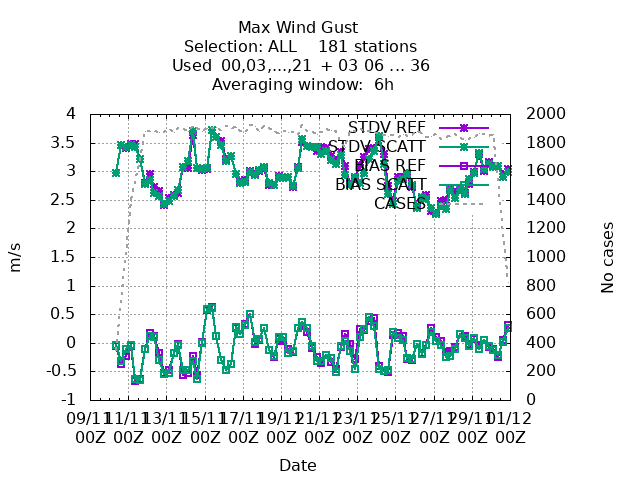 Max Wind Gust
Selection: ALL    181 stations
Used  00,03,...,21  + 03 06 ... 36
Averaging window:  6h
4
3.5
3
2.5
2
1.5
1
0.5
0
-0.5
-1
2000
1800
1600
1400
1200
1000
800
600
400
200
0
m/s
No cases
STDV REF
STDV SCATT
BIAS REF
BIAS SCATT
CASES
09/11 11/11 13/11 15/11 17/11 19/11 21/11 23/11 25/11 27/11 29/11 01/12
00Z 00Z 00Z 00Z 00Z 00Z 00Z 00Z 00Z 00Z 00Z 00Z
Date